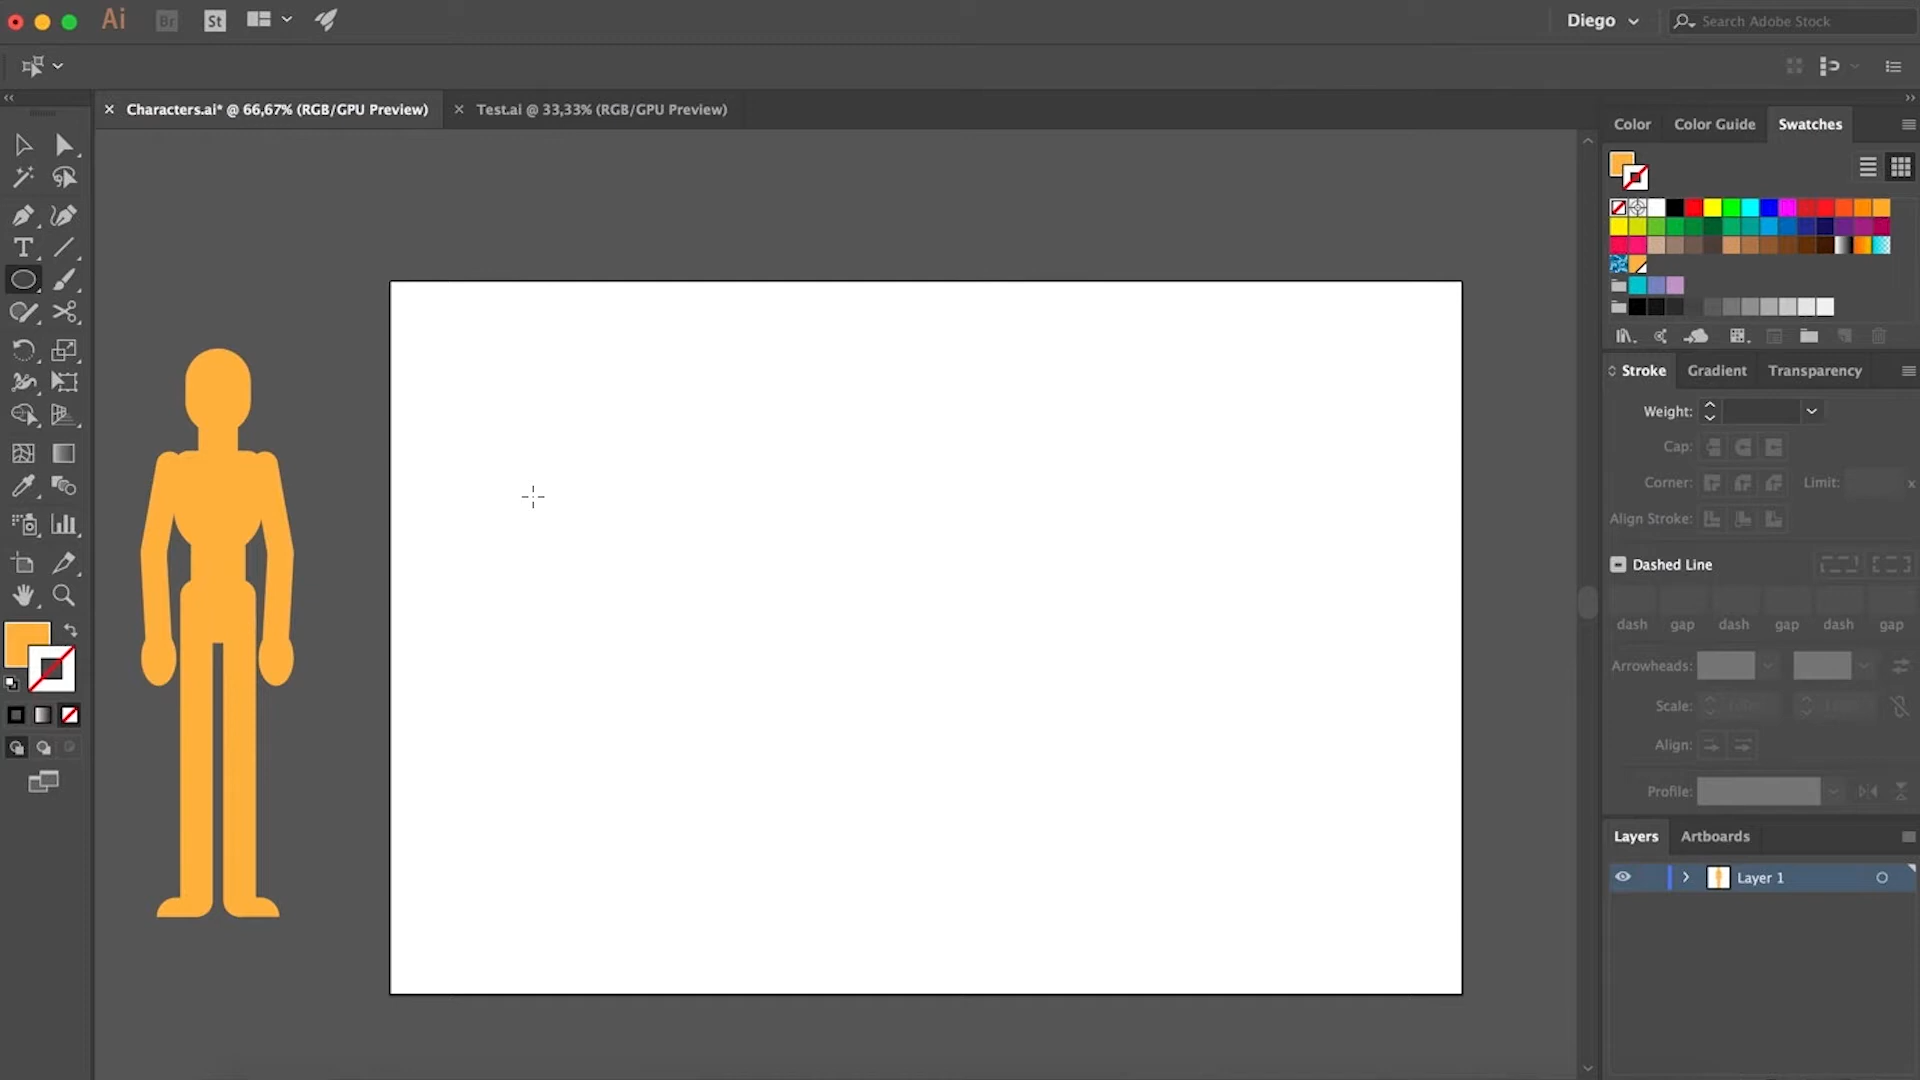 Ai Br St Diego Search Adobe Stock
Characters.ai* @ 66,67% (RGB/GPU Preview) Test.ai @ 33,33% (RGB/GPU Preview)
Color Color Guide Swatches
T
Stroke Gradient Transparency
Weight:
Cap:
Corner: Limit: x
Align Stroke:
Dashed Line
dash gap dash gap dash gap
Arrowheads:
Scale:
Align:
Profile:
Layers Artboards
Layer 1